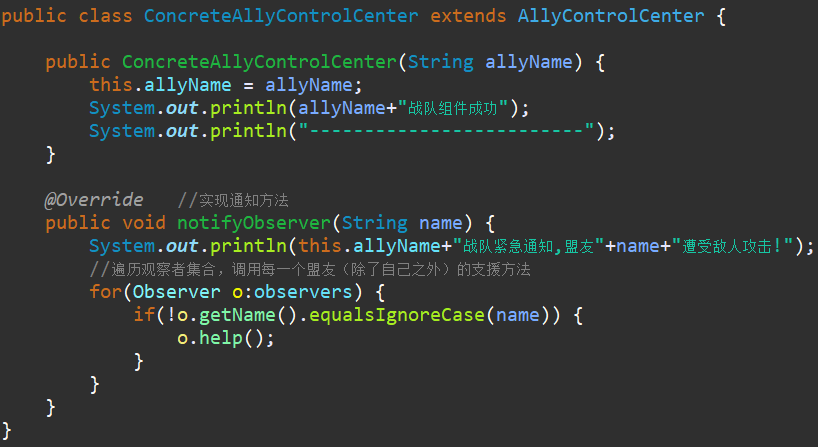 public class ConcreteAllyControlCenter extends AllyControlCenter {
public ConcreteAllyControlCenter(String allyName) {
this.allyName = allyName;
System.out.println(allyName+"战队组件成功");
System.out.println("-------------------------");
}
@Override //实现通知方法
public void notifyObserver(String name) {
System.out.println(this.allyName+"战队紧急通知,盟友"+name+"遭受敌人攻击!");
//遍历观察者集合，调用每一个盟友（除了自己之外）的支援方法
for(Observer o:observers) {
if(!o.getName().equalsIgnoreCase(name)) {
o.help();
}
}
}
}